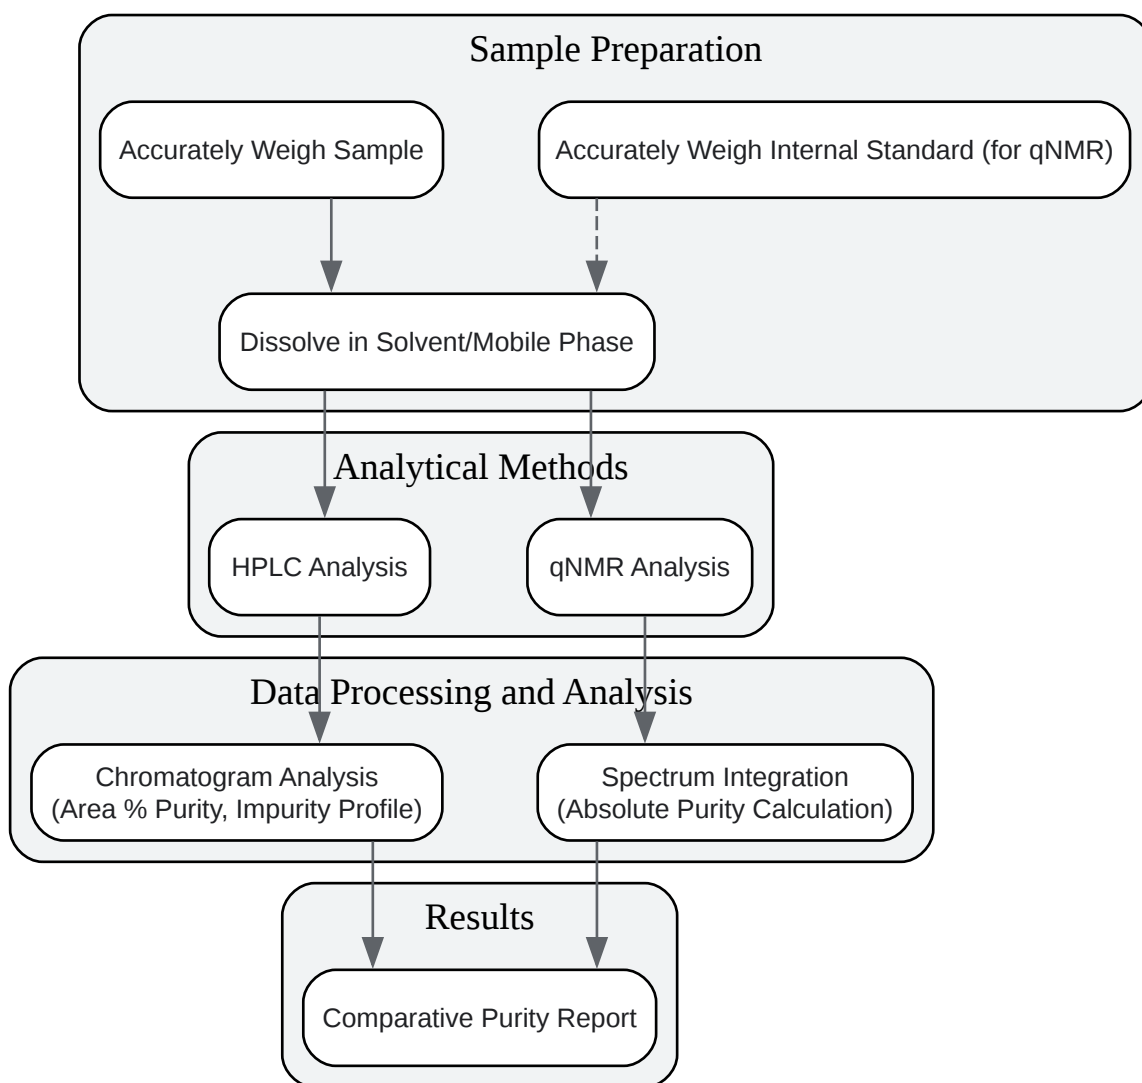 Sample Preparation
Accurately Weigh Sample
Accurately Weigh Internal Standard (for qNMR)
Dissolve in Solvent/Mobile Phase
Analytical Methods
HPLC Analysis
qNMR Analysis
Data Processing and Analysis
Chromatogram Analysis
(Area % Purity, Impurity Profile)
Spectrum Integration
(Absolute Purity Calculation)
Results
Comparative Purity Report